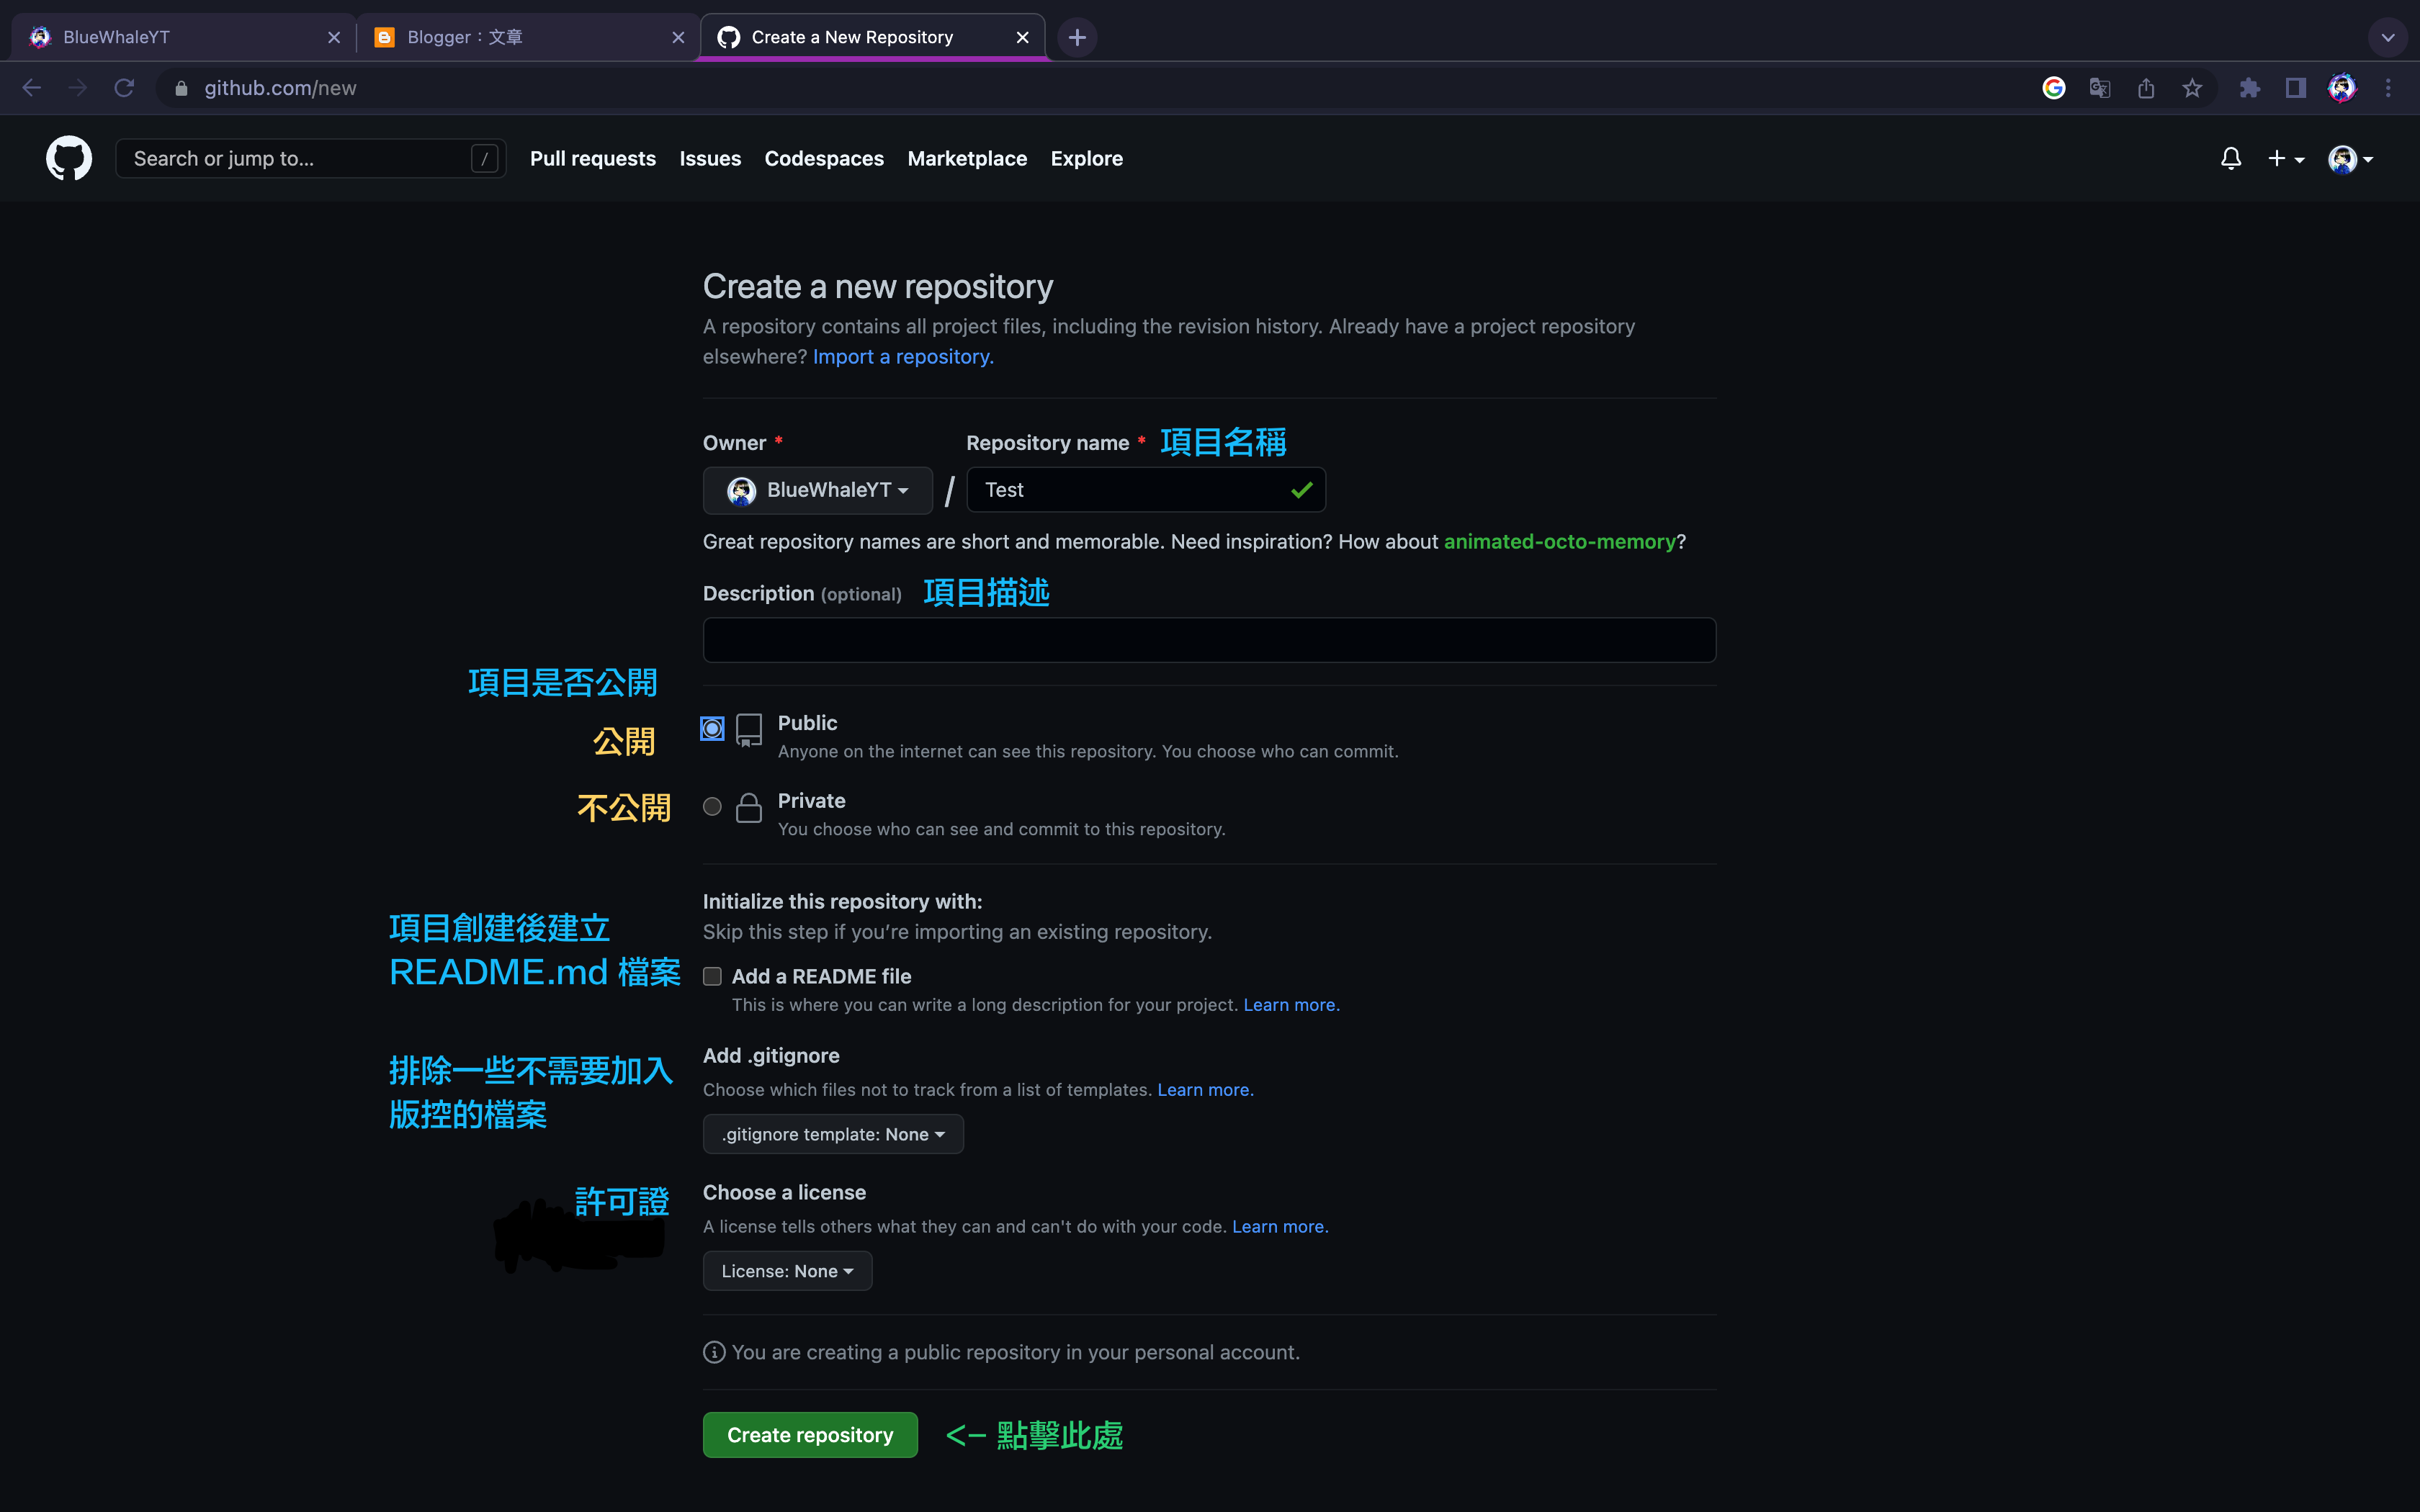 BlueWhaleYT
Blogger：文章
Create a New Repository
github.com/new
Search or jump to...
/
Pull requests
Issues
Codespaces
Marketplace
Explore
Create a new repository
A repository contains all project files, including the revision history. Already have a project repository
elsewhere? Import a repository.
Owner *
Repository name * 項目名稱
BlueWhaleYT
/
Test
Great repository names are short and memorable. Need inspiration? How about animated-octo-memory?
Description (optional) 項目描述
項目是否公開
公開
Public
Anyone on the internet can see this repository. You choose who can commit.
不公開
Private
You choose who can see and commit to this repository.
Initialize this repository with:
Skip this step if you’re importing an existing repository.
項目創建後建立
README.md 檔案
Add a README file
This is where you can write a long description for your project. Learn more.
排除一些不需要加入
版控的檔案
Add .gitignore
Choose which files not to track from a list of templates. Learn more.
.gitignore template: None
許可證
Choose a license
A license tells others what they can and can't do with your code. Learn more.
License: None
You are creating a public repository in your personal account.
Create repository
<- 點擊此處